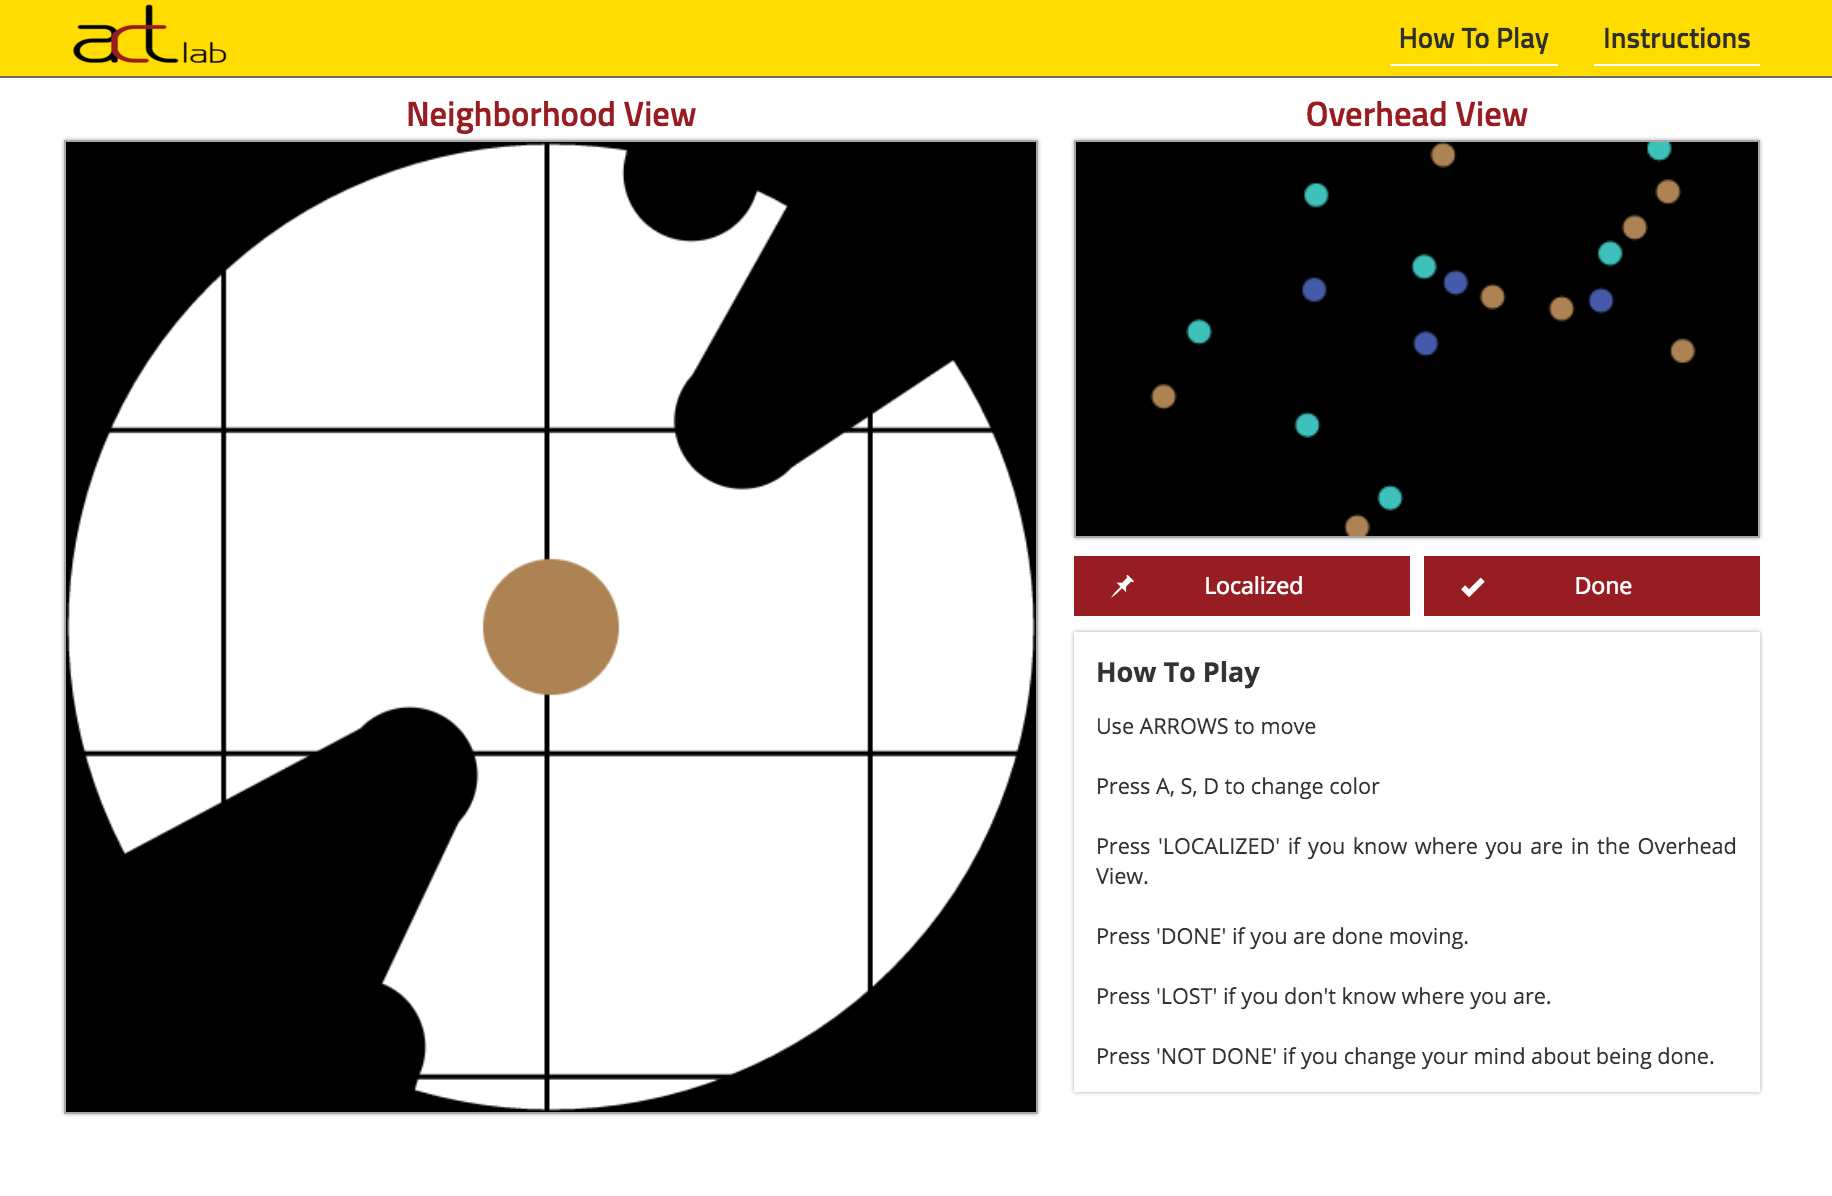 act lab
How To Play
Instructions
Neighborhood View
Overhead View
Localized
Done
How To Play
Use ARROWS to move
Press A, S, D to change color
Press 'LOCALIZED' if you know where you are in the Overhead
View.
Press 'DONE' if you are done moving.
Press 'LOST' if you don't know where you are.
Press 'NOT DONE' if you change your mind about being done.